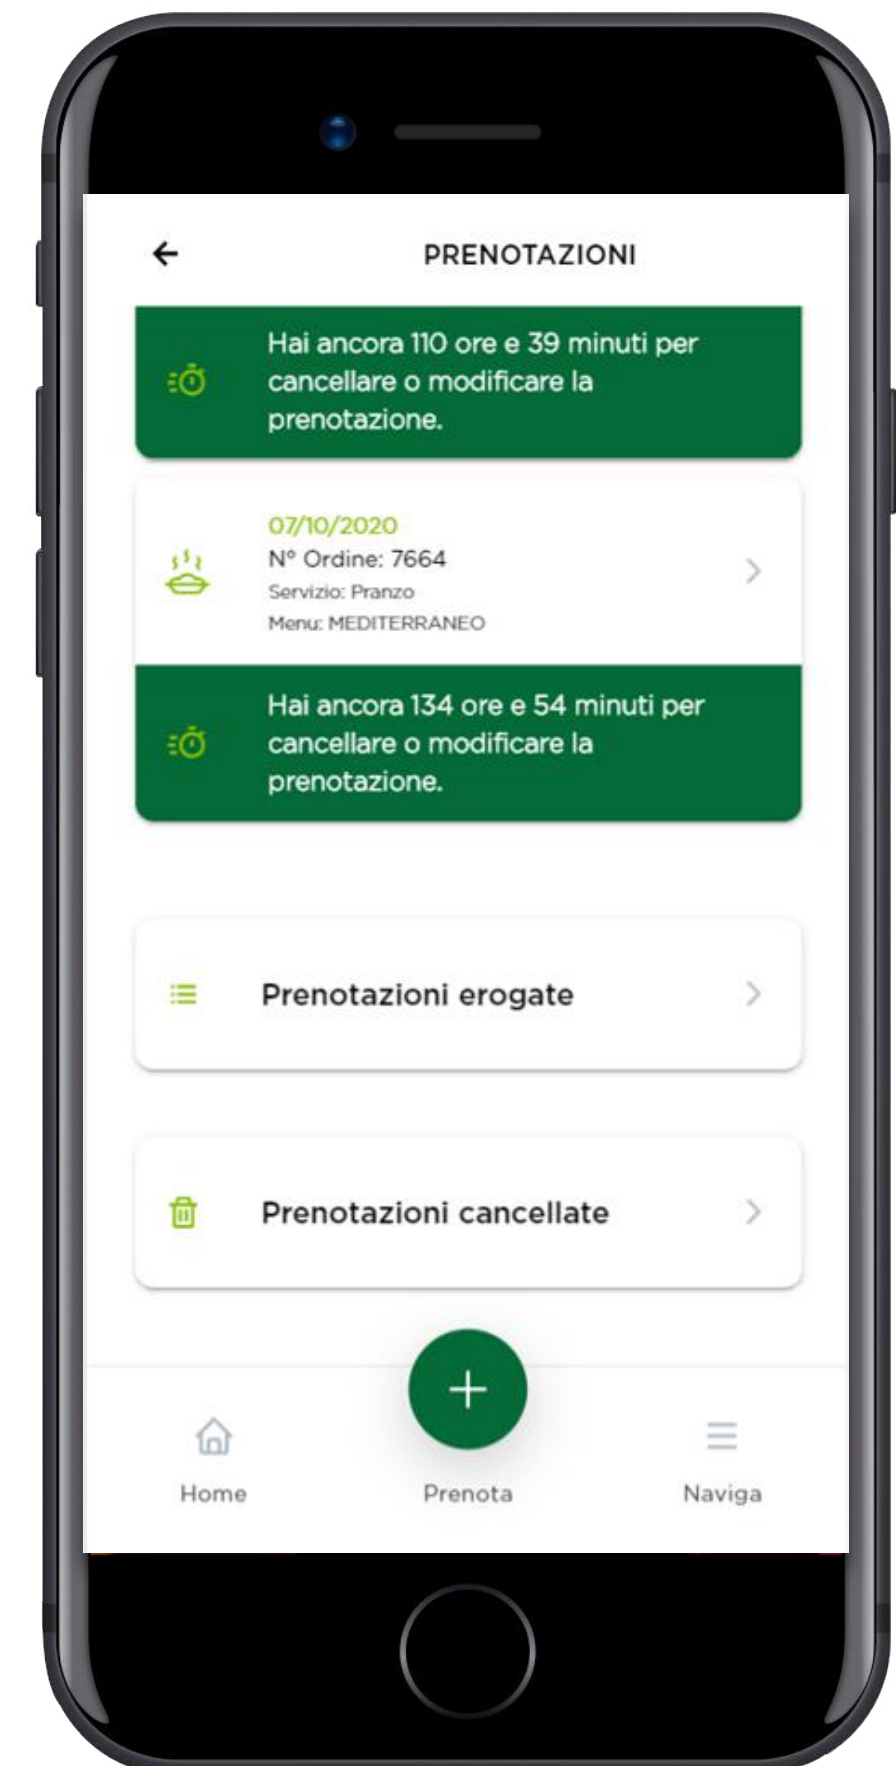 PRENOTAZIONI
Hai ancora 110 ore e 39 minuti per
cancellare o modificare la
prenotazione.
07/10/2020
N° Ordine: 7664
Servizio: Pranzo
Menu: MEDITERRANEO
Hai ancora 134 ore e 54 minuti per
cancellare o modificare la
prenotazione.
Prenotazioni erogate
Prenotazioni cancellate
Home
Prenota
Naviga